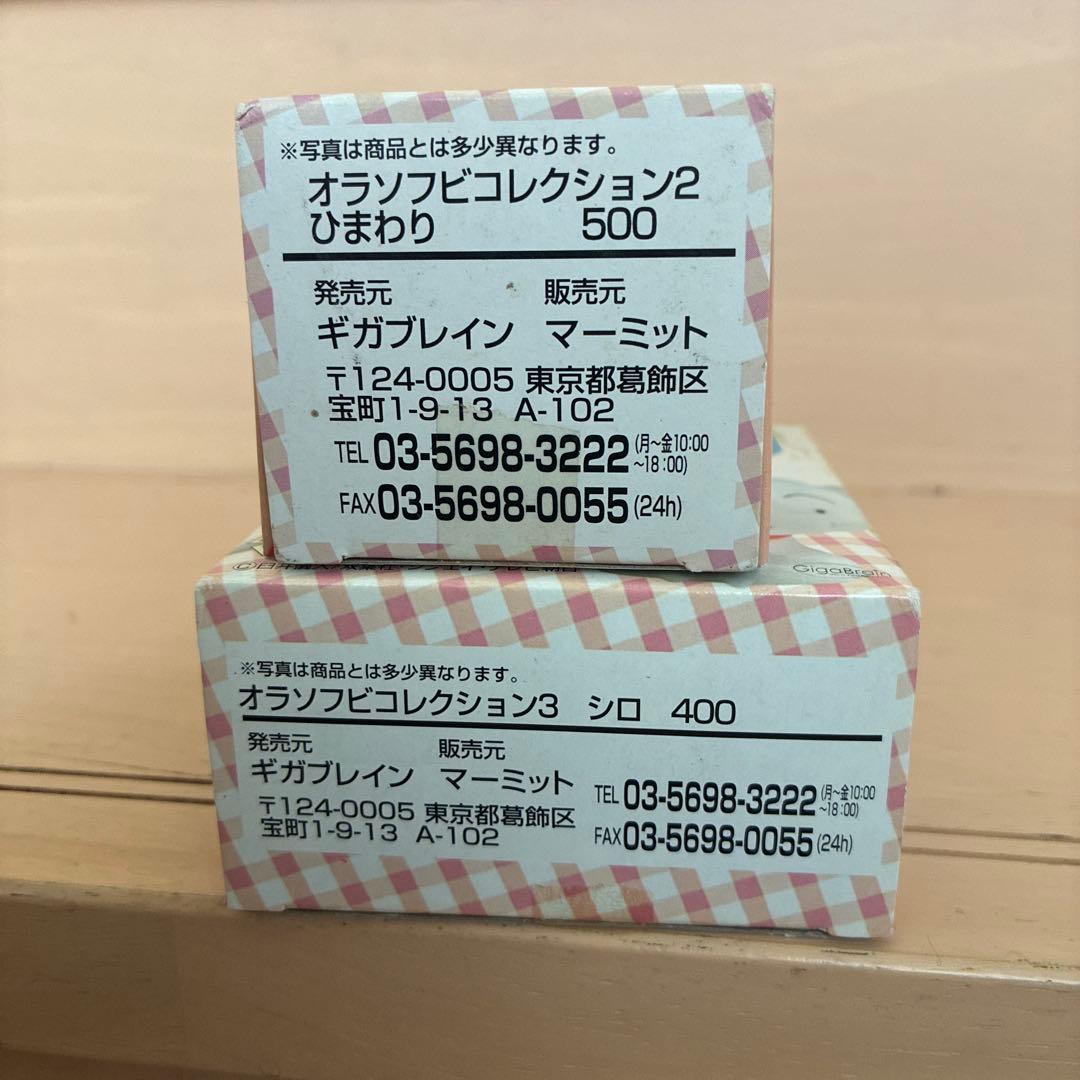 ※写真は商品とは多少異なります。
オラソフビコレクション2
ひまわり 500
発売元 販売元
ギガブレイン マーミット
〒124-0005 東京都葛飾区
宝町1-9-13 A-102
TEL 03-5698-3222 (月~金10:00
~18:00)
FAX 03-5698-0055 (24h)
GigaBrain
※写真は商品とは多少異なります。
オラソフビコレクション3 シロ 400
発売元 販売元
ギガブレイン マーミット
〒124-0005 東京都葛飾区
宝町1-9-13 A-102
TEL 03-5698-3222 (月~金10:00
~18:00)
FAX 03-5698-0055 (24h)